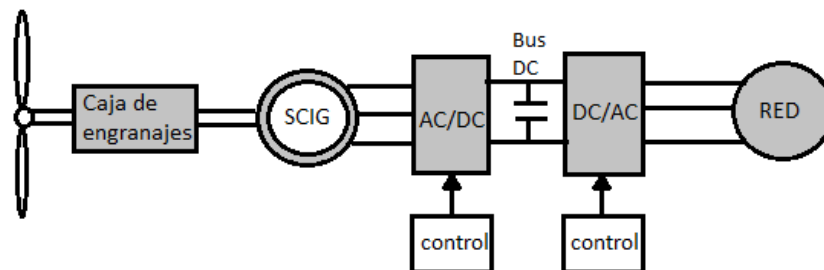 Caja de
engranajes
SCIG
AC/DC
Bus
DC
DC/AC
RED
control
control